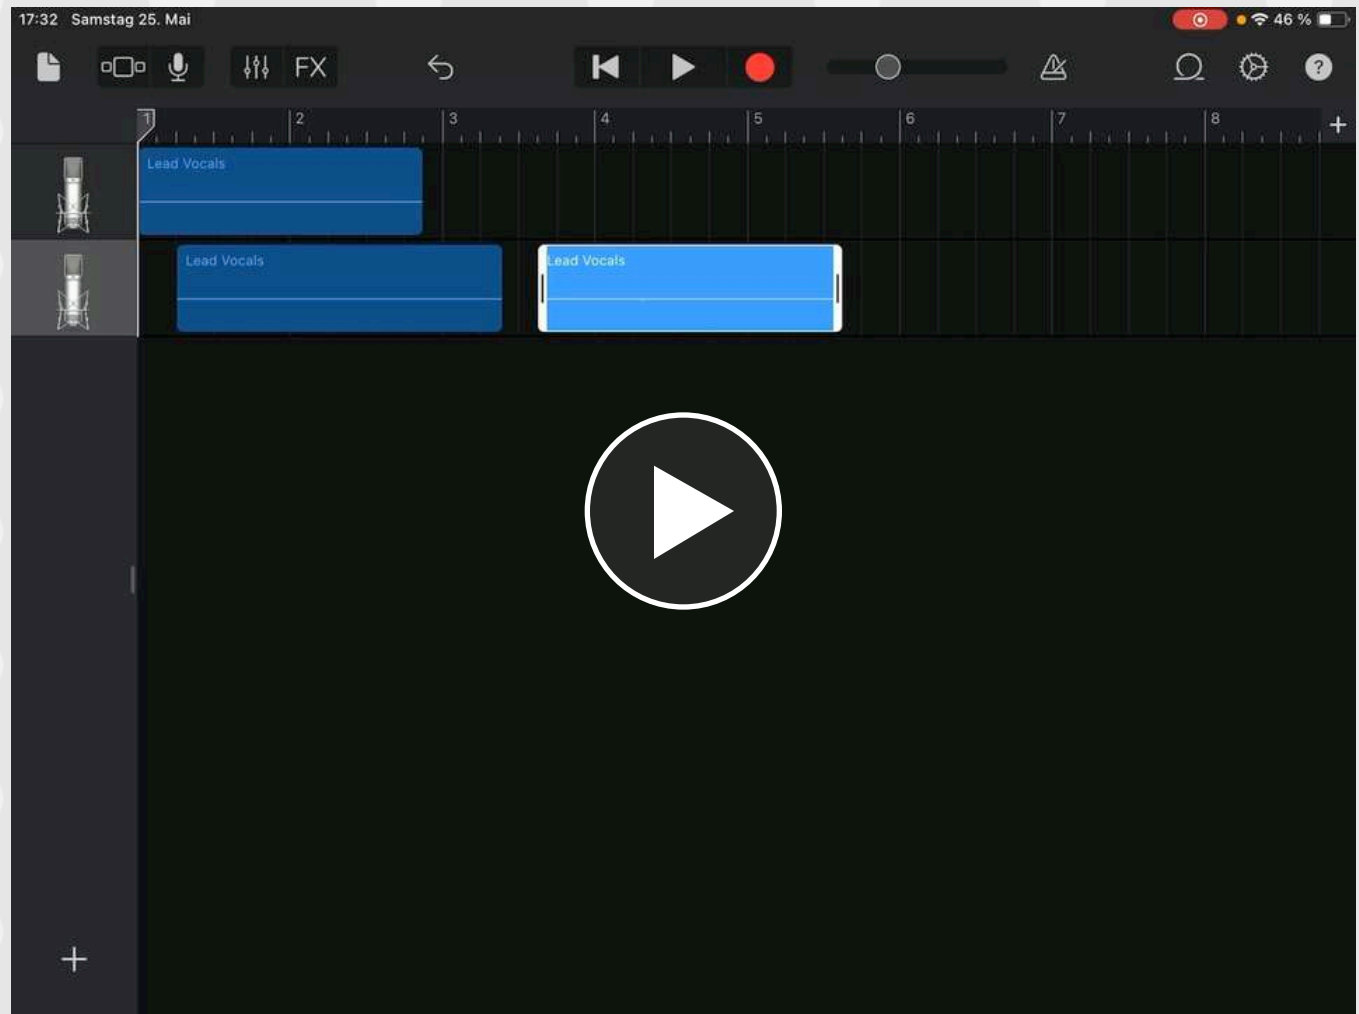 17:32 Samstag 25. Mai
46 %
FX
?
1 2 3 4 5 6 7 8
Lead Vocals
Lead Vocals
Lead Vocals